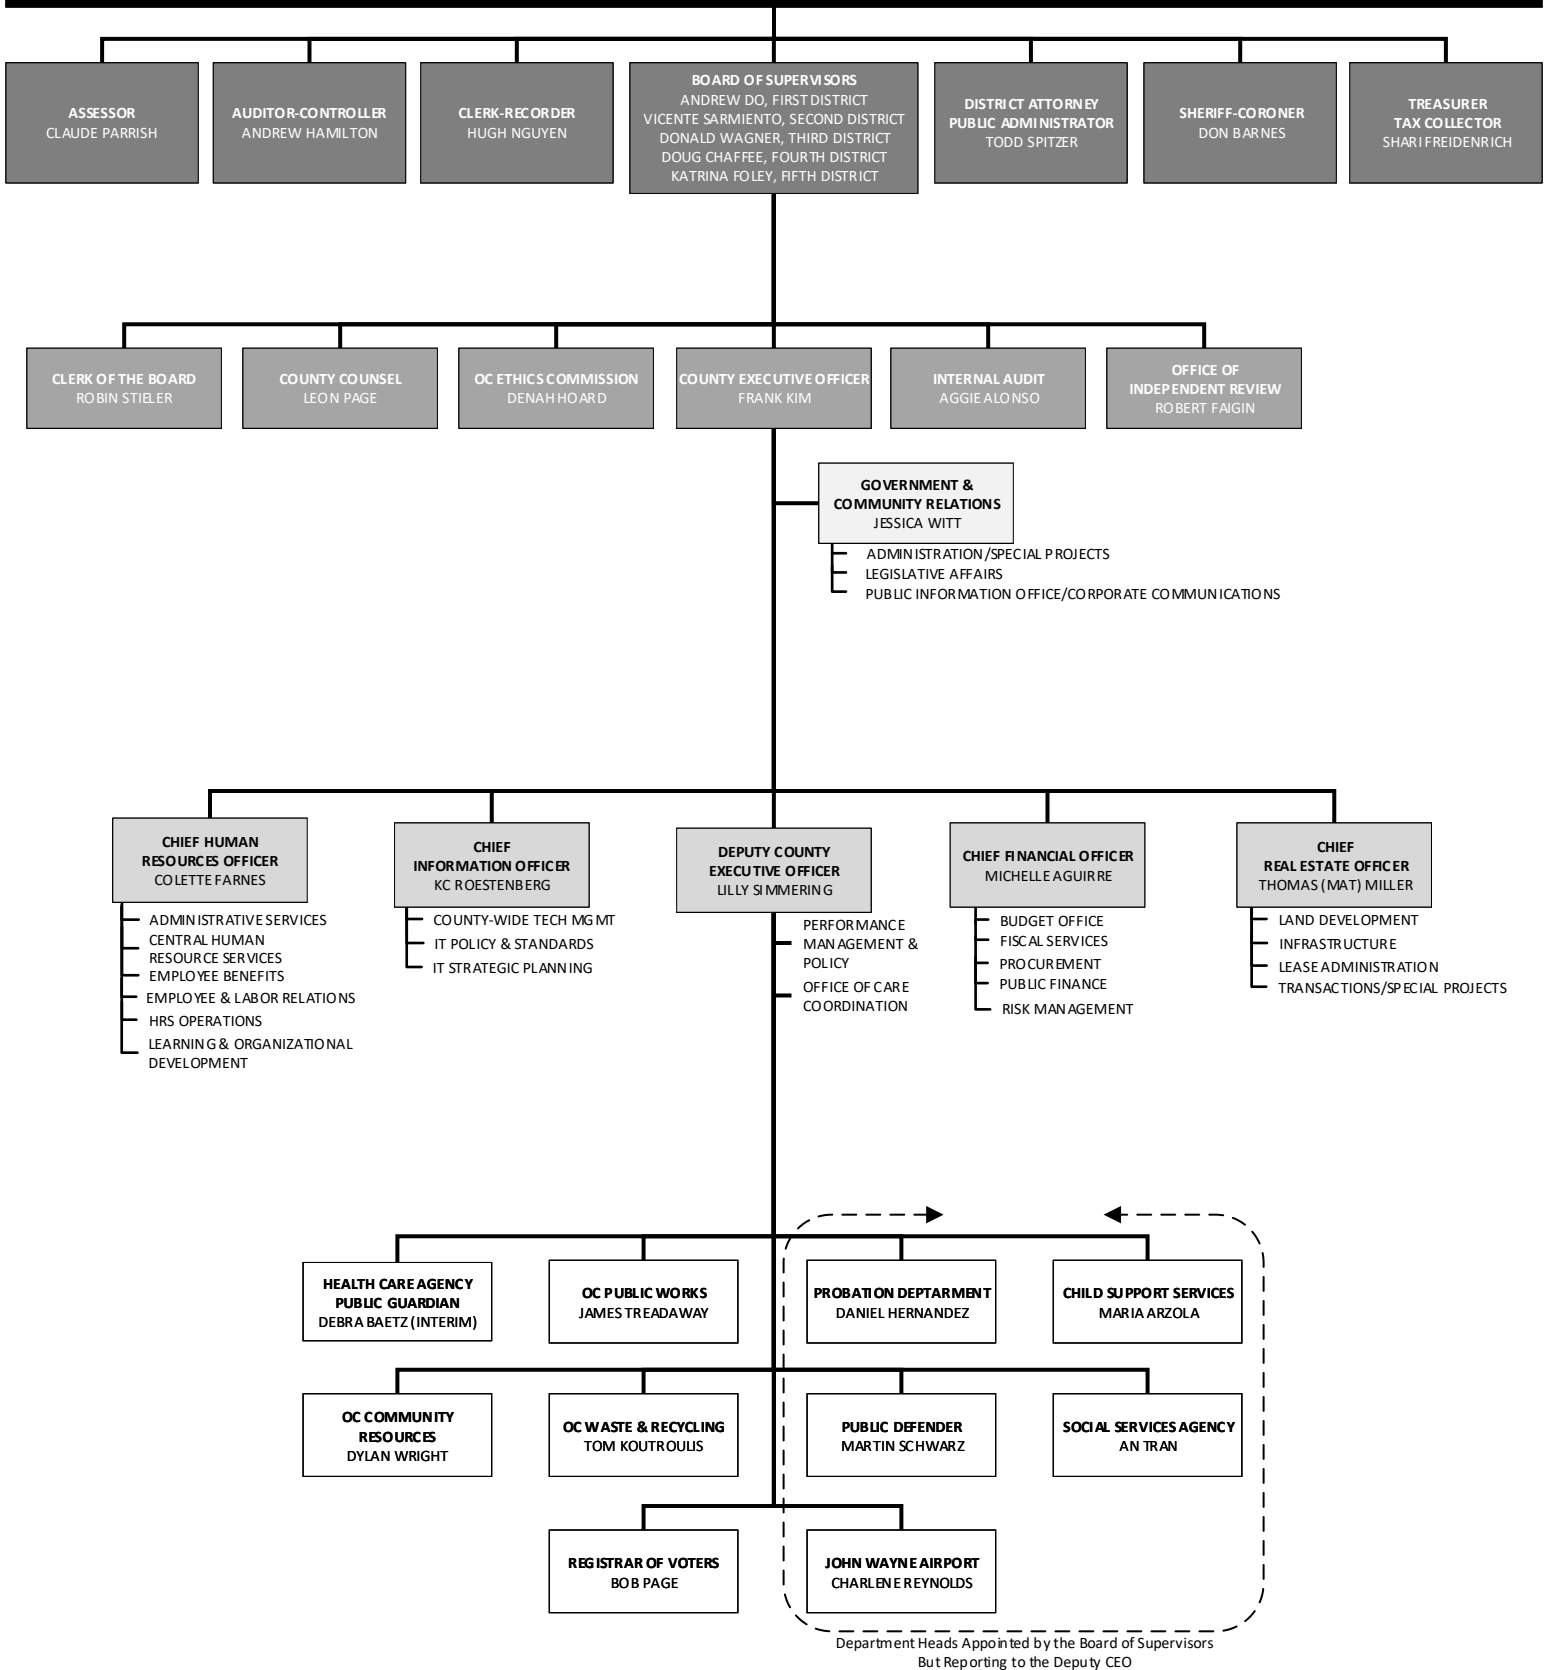 ASSESSOR
CLAUDE PARRISH
AUDITOR-CONTROLLER
ANDREW HAMILTON
CLERK-RECORDER
HUGH NGUYEN
BOARD OF SUPERVISORS
ANDREW DO, FIRST DISTRICT
VICENTE SARMIENTO, SECOND DISTRICT
DONALD WAGNER, THIRD DISTRICT
DOUG CHAFFEE, FOURTH DISTRICT
KATRINA FOLEY, FIFTH DISTRICT
DISTRICT ATTORNEY
PUBLIC ADMINISTRATOR
TODD SPITZER
SHERIFF-CORONER
DON BARNES
TREASURER
TAX COLLECTOR
SHARI FREIDENRICH
CLERK OF THE BOARD
ROBIN STIELER
COUNTY COUNSEL
LEON PAGE
OC ETHICS COMMISSION
DENAH HOARD
COUNTY EXECUTIVE OFFICER
FRANK KIM
INTERNAL AUDIT
AGGIE ALONSO
OFFICE OF
INDEPENDENT REVIEW
ROBERT FAIGIN
GOVERNMENT &
COMMUNITY RELATIONS
JESSICA WITT
ADMINISTRATION/SPECIAL PROJECTS
LEGISLATIVE AFFAIRS
PUBLIC INFORMATION OFFICE/CORPORATE COMMUNICATIONS
CHIEF HUMAN
RESOURCES OFFICER
COLETTE FARNES
ADMINISTRATIVE SERVICES
CENTRAL HUMAN
RESOURCE SERVICES
EMPLOYEE BENEFITS
EMPLOYEE & LABOR RELATIONS
HRS OPERATIONS
LEARNING & ORGANIZATIONAL
DEVELOPMENT
CHIEF
INFORMATION OFFICER
KC ROESTENBERG
COUNTY-WIDE TECH MGMT
IT POLICY & STANDARDS
IT STRATEGIC PLANNING
DEPUTY COUNTY
EXECUTIVE OFFICER
LILLY SIMMERING
PERFORMANCE
MANAGEMENT &
POLICY
OFFICE OF CARE
COORDINATION
CHIEF FINANCIAL OFFICER
MICHELLE AGUIRRE
BUDGET OFFICE
FISCAL SERVICES
PROCUREMENT
PUBLIC FINANCE
RISK MANAGEMENT
CHIEF
REAL ESTATE OFFICER
THOMAS (MAT) MILLER
LAND DEVELOPMENT
INFRASTRUCTURE
LEASE ADMINISTRATION
TRANSACTIONS/SPECIAL PROJECTS
HEALTH CARE AGENCY
PUBLIC GUARDIAN
DEBRA BAETZ (INTERIM)
OC PUBLIC WORKS
JAMES TREADAWAY
PROBATION DEPTARMENT
DANIEL HERNANDEZ
CHILD SUPPORT SERVICES
MARIA ARZOLA
OC COMMUNITY
RESOURCES
DYLAN WRIGHT
OC WASTE & RECYCLING
TOM KOUTROULIS
PUBLIC DEFENDER
MARTIN SCHWARZ
SOCIAL SERVICES AGENCY
AN TRAN
REGISTRAR OF VOTERS
BOB PAGE
JOHN WAYNE AIRPORT
CHARLENE REYNOLDS
Department Heads Appointed by the Board of Supervisors
But Reporting to the Deputy CEO